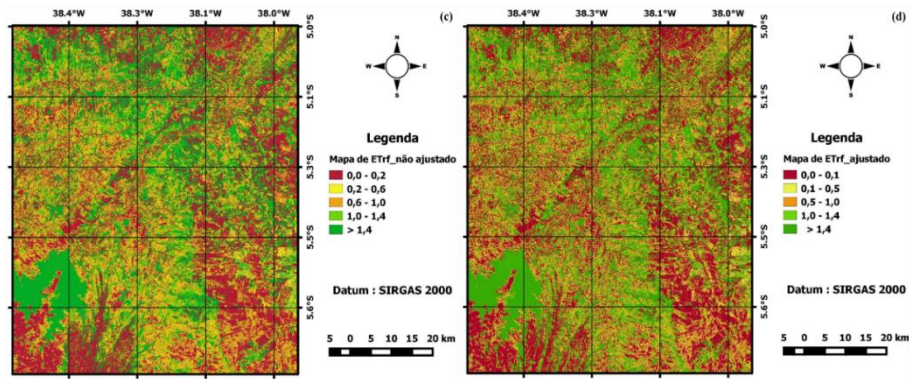 38.4°W 38.3°W 38.1°W 38.0°W (c)
5.0°S
5.1°S
5.3°S
5.5°S
5.6°S
N
W E
S
Legenda
Mapa de ETrf_não ajustado
0,0 - 0,2
0,2 - 0,6
0,6 - 1,0
1,0 - 1,4
> 1,4
Datum : SIRGAS 2000
5 0 5 10 15 20 km
38.4°W 38.3°W 38.1°W 38.0°W (d)
5.0°S
5.1°S
5.3°S
5.5°S
5.6°S
N
W E
S
Legenda
Mapa de ETrf_ajustado
0,0 - 0,1
0,1 - 0,5
0,5 - 1,0
1,0 - 1,4
> 1,4
Datum : SIRGAS 2000
5 0 5 10 15 20 km